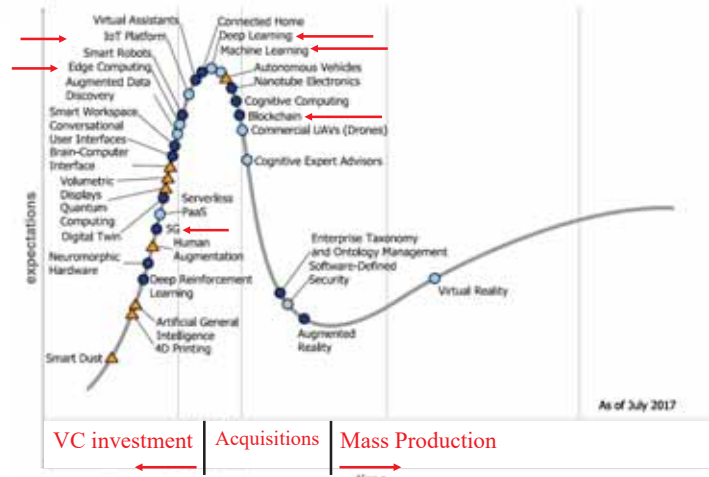 Virtual Assistants
IoT Platform
Smart Robots
Edge Computing
Augmented Data
Discovery
Smart Workspace
Conversational
User Interfaces
Brain-Computer
Interface
Volumetric
Displays
Quantum
Computing
Digital Twin
Neuromorphic
Hardware
Smart Dust
Connected Home
Deep Learning
Machine Learning
Autonomous Vehicles
Nanotube Electronics
Cognitive Computing
Blockchain
Commercial UAVs (Drones)
Cognitive Expert Advisors
Serverless
PaaS
5G
Human
Augmentation
Deep Reinforcement
Learning
Artificial General
Intelligence
4D Printing
Enterprise Taxonomy
and Ontology Management
Software-Defined
Security
Augmented
Reality
Virtual Reality
expectations
As of July 2017
VC investment
Acquisitions
Mass Production